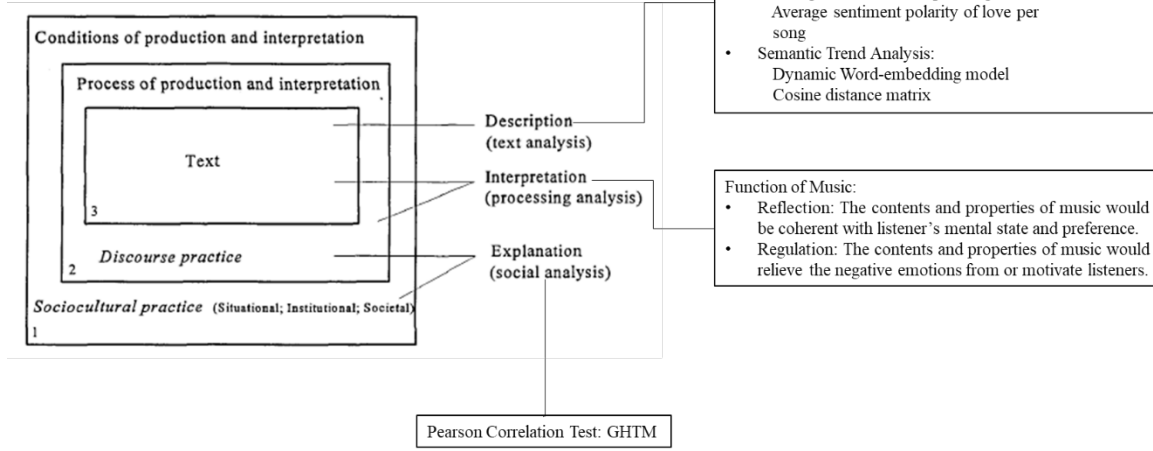 Average sentiment polarity of love per
song
• Semantic Trend Analysis:
Dynamic Word-embedding model
Cosine distance matrix
Conditions of production and interpretation
Process of production and interpretation
Text
3
Discourse practice
2
Sociocultural practice (Situational; Institutional; Societal)
1
Description
(text analysis)
Interpretation
(processing analysis)
Explanation
(social analysis)
Function of Music:
• Reflection: The contents and properties of music would
be coherent with listener's mental state and preference.
• Regulation: The contents and properties of music would
relieve the negative emotions from or motivate listeners.
Pearson Correlation Test: GHTM